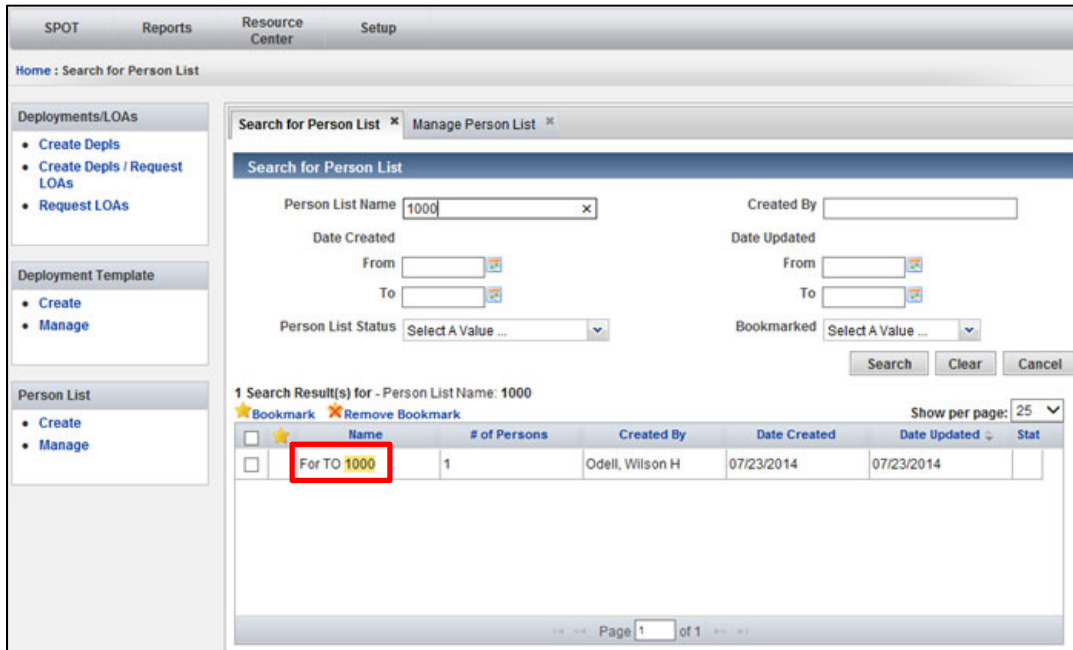 SPOT Reports Resource Center Setup
Home : Search for Person List
Deployments/LOAs
Create Depls
Create Depls / Request
LOAs
Request LOAs
Deployment Template
Create
Manage
Person List
Create
Manage
Search for Person List Manage Person List
Search for Person List
Person List Name 1000 Created By
Date Created Date Updated
From From
To To
Person List Status Select A Value ... Bookmarked Select A Value ...
Search Clear Cancel
1 Search Result(s) for - Person List Name: 1000
Bookmark Remove Bookmark Show per page: 25
Name # of Persons Created By Date Created Date Updated Stat
For TO 1000 1 Odell, Wilson H 07/23/2014 07/23/2014
Page 1 of 1